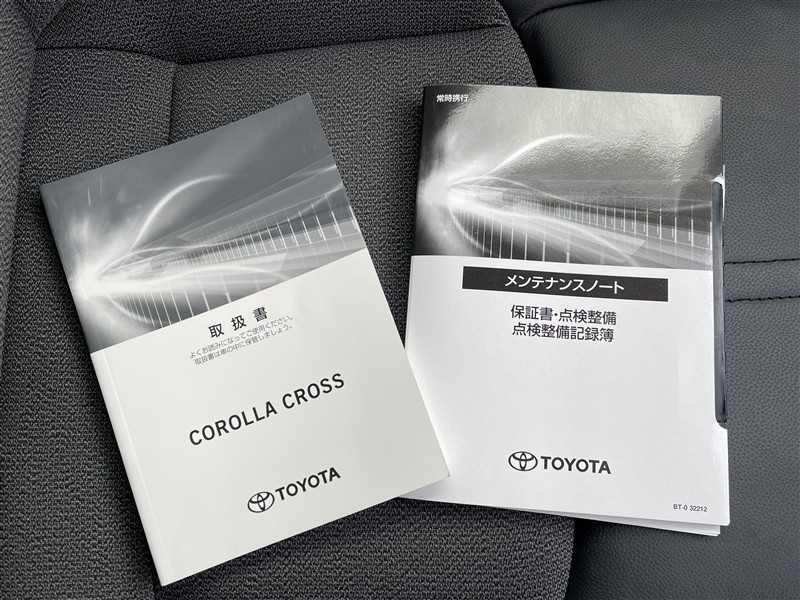 取扱書
よくお読みになってご使用ください。
取扱書は車の中に保管しましょう。
COROLLA CROSS
TOYOTA
常時携行
メンテナンスノート
保証書・点検整備
点検整備記録簿
TOYOTA
BT-0 32212